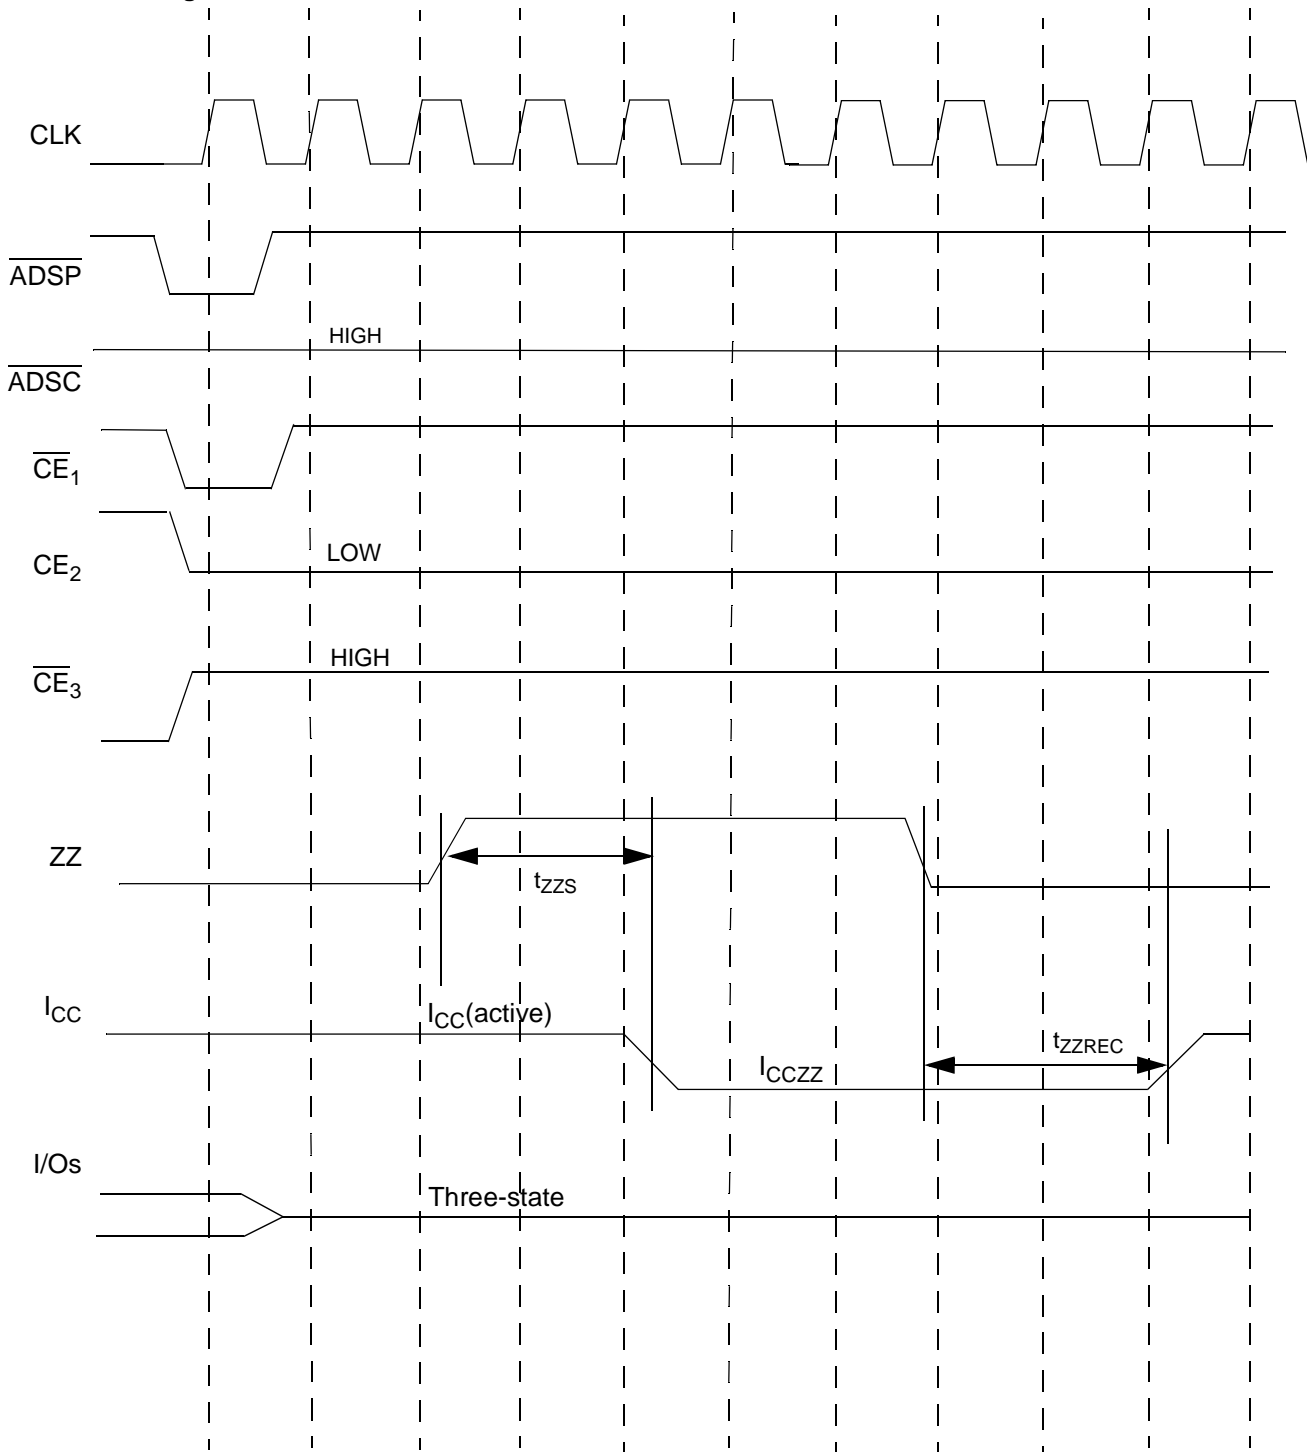 CLK
ADSP
HIGH
ADSC
CE1
LOW
CE2
HIGH
CE3
ZZ
tZZS
ICC
ICC(active)
tZZREC
ICCZZ
I/Os
Three-state